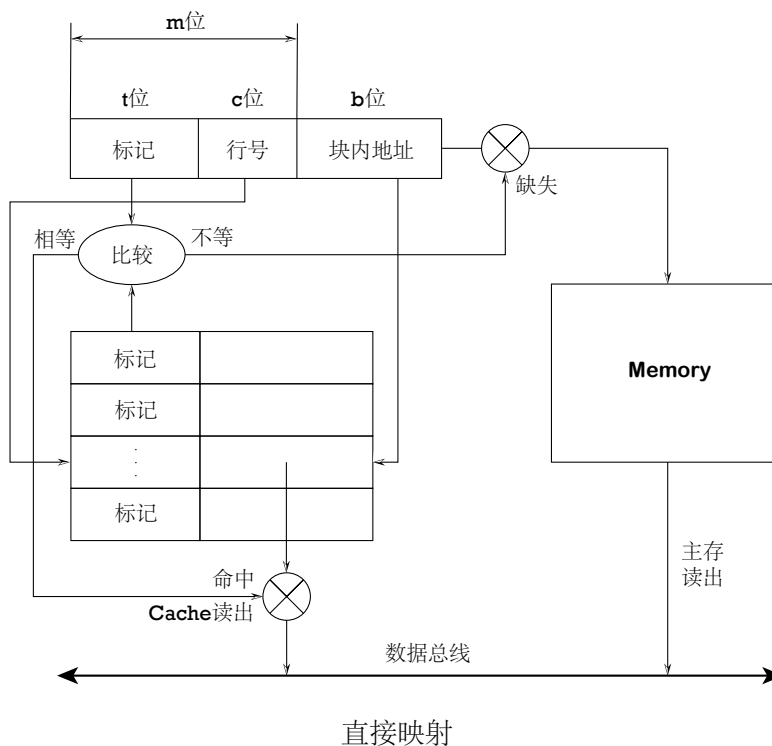 m位
t位 c位 b位
标记 行号 块内地址
缺失
相等 比较 不等
标记
Memory
标记
⋮
标记
主存
读出
命中
Cache读出
数据总线
直接映射